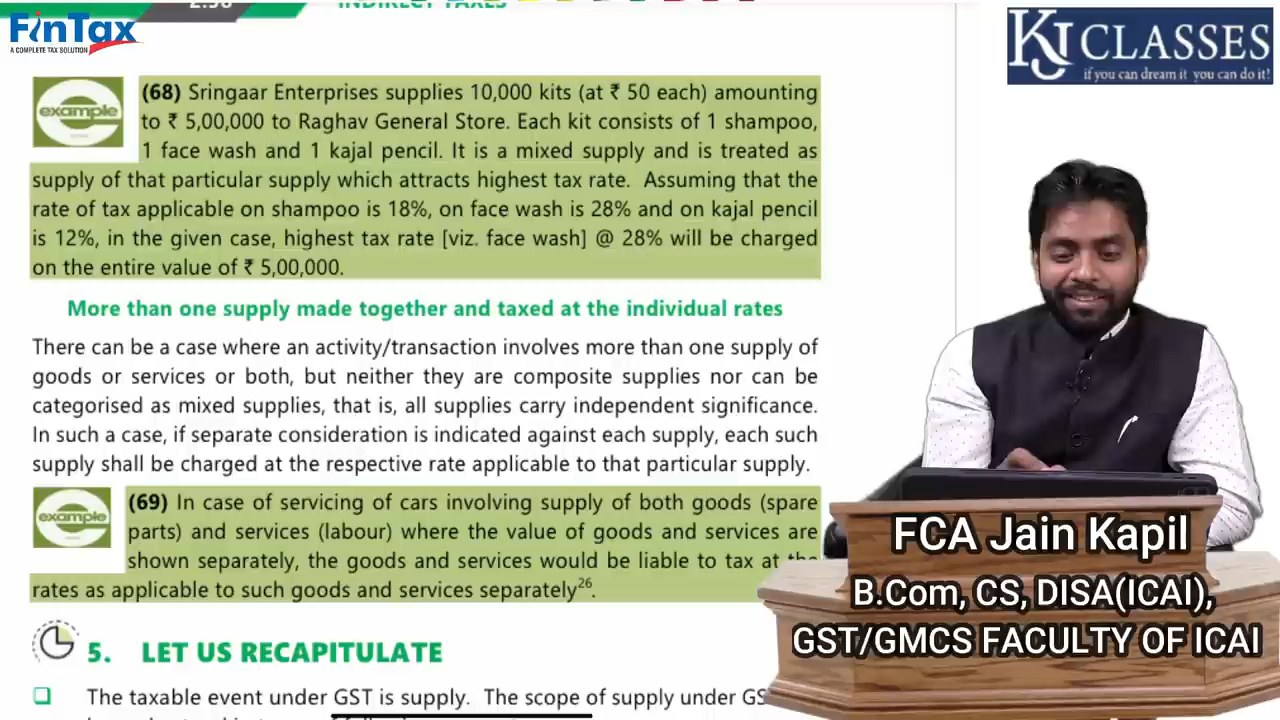 2.98
INDIRECT TAXES
FinTax
A COMPLETE TAX SOLUTION
KJ CLASSES
if you can dream it you can do it!
example
(68) Sringaar Enterprises supplies 10,000 kits (at ₹ 50 each) amounting
to ₹ 5,00,000 to Raghav General Store. Each kit consists of 1 shampoo,
1 face wash and 1 kajal pencil. It is a mixed supply and is treated as
supply of that particular supply which attracts highest tax rate. Assuming that the
rate of tax applicable on shampoo is 18%, on face wash is 28% and on kajal pencil
is 12%, in the given case, highest tax rate [viz. face wash] @ 28% will be charged
on the entire value of ₹ 5,00,000.
More than one supply made together and taxed at the individual rates
There can be a case where an activity/transaction involves more than one supply of
goods or services or both, but neither they are composite supplies nor can be
categorised as mixed supplies, that is, all supplies carry independent significance.
In such a case, if separate consideration is indicated against each supply, each such
supply shall be charged at the respective rate applicable to that particular supply.
example
(69) In case of servicing of cars involving supply of both goods (spare
parts) and services (labour) where the value of goods and services are
shown separately, the goods and services would be liable to tax at the
rates as applicable to such goods and services separately26.
5. LET US RECAPITULATE
The taxable event under GST is supply. The scope of supply under GS
FCA Jain Kapil
B.Com, CS, DISA(ICAI),
GST/GMCS FACULTY OF ICAI